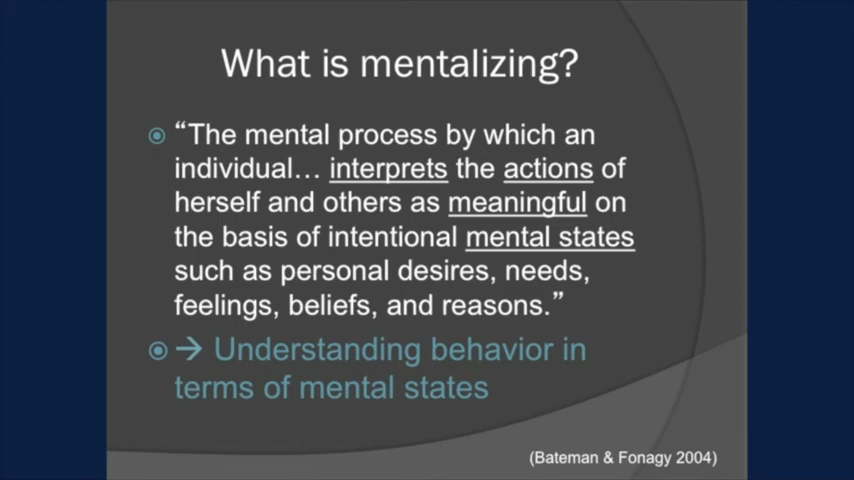 What is mentalizing?
“The mental process by which an
individual… interprets the actions of
herself and others as meaningful on
the basis of intentional mental states
such as personal desires, needs,
feelings, beliefs, and reasons.”
→ Understanding behavior in
terms of mental states
(Bateman & Fonagy 2004)